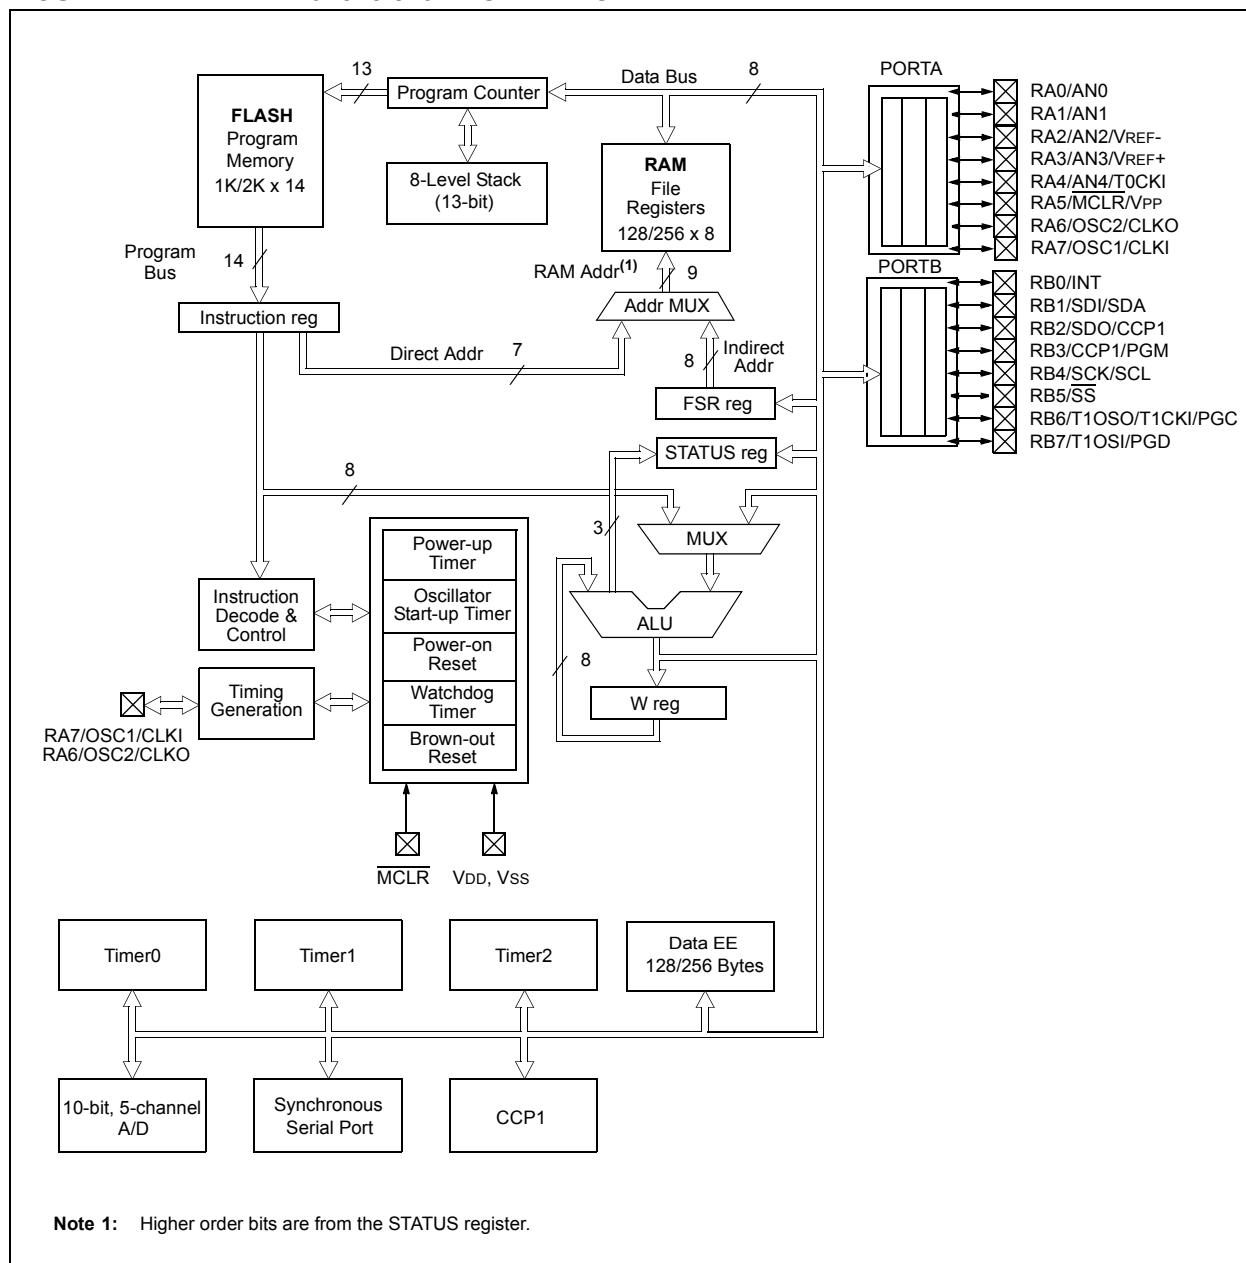 13
Program Counter
Data Bus
8
PORTA
FLASH
Program
Memory
1K/2K x 14
8-Level Stack
(13-bit)
RAM
File
Registers
128/256 x 8
RA0/AN0
RA1/AN1
RA2/AN2/VREF-
RA3/AN3/VREF+
RA4/AN4/T0CKI
RA5/MCLR/VPP
RA6/OSC2/CLKO
RA7/OSC1/CLKI
Program
Bus
14
RAM Addr(1)
9
PORTB
RB0/INT
RB1/SDI/SDA
RB2/SDO/CCP1
RB3/CCP1/PGM
RB4/SCK/SCL
RB5/SS
RB6/T1OSO/T1CKI/PGC
RB7/T1OSI/PGD
Instruction reg
Addr MUX
Direct Addr
7
8
Indirect
Addr
FSR reg
STATUS reg
8
3
MUX
Power-up
Timer
Instruction
Decode &
Control
Oscillator
Start-up Timer
ALU
Power-on
Reset
8
Timing
Generation
Watchdog
Timer
W reg
RA7/OSC1/CLKI
RA6/OSC2/CLKO
Brown-out
Reset
MCLR
VDD, VSS
Timer0
Timer1
Timer2
Data EE
128/256 Bytes
10-bit, 5-channel
A/D
Synchronous
Serial Port
CCP1
Note 1: Higher order bits are from the STATUS register.